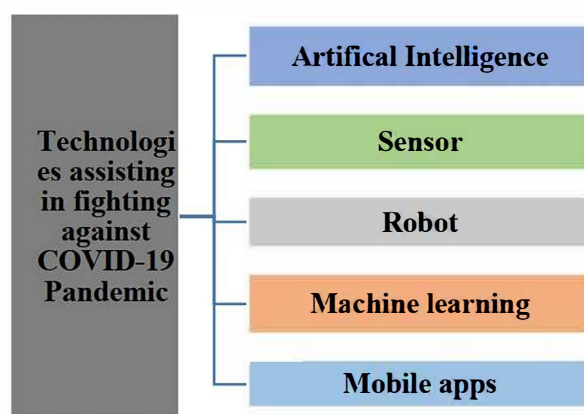 Technologi
es assisting
in fighting
against
COVID-19
Pandemic
Artifical Intelligence
Sensor
Robot
Machine learning
Mobile apps